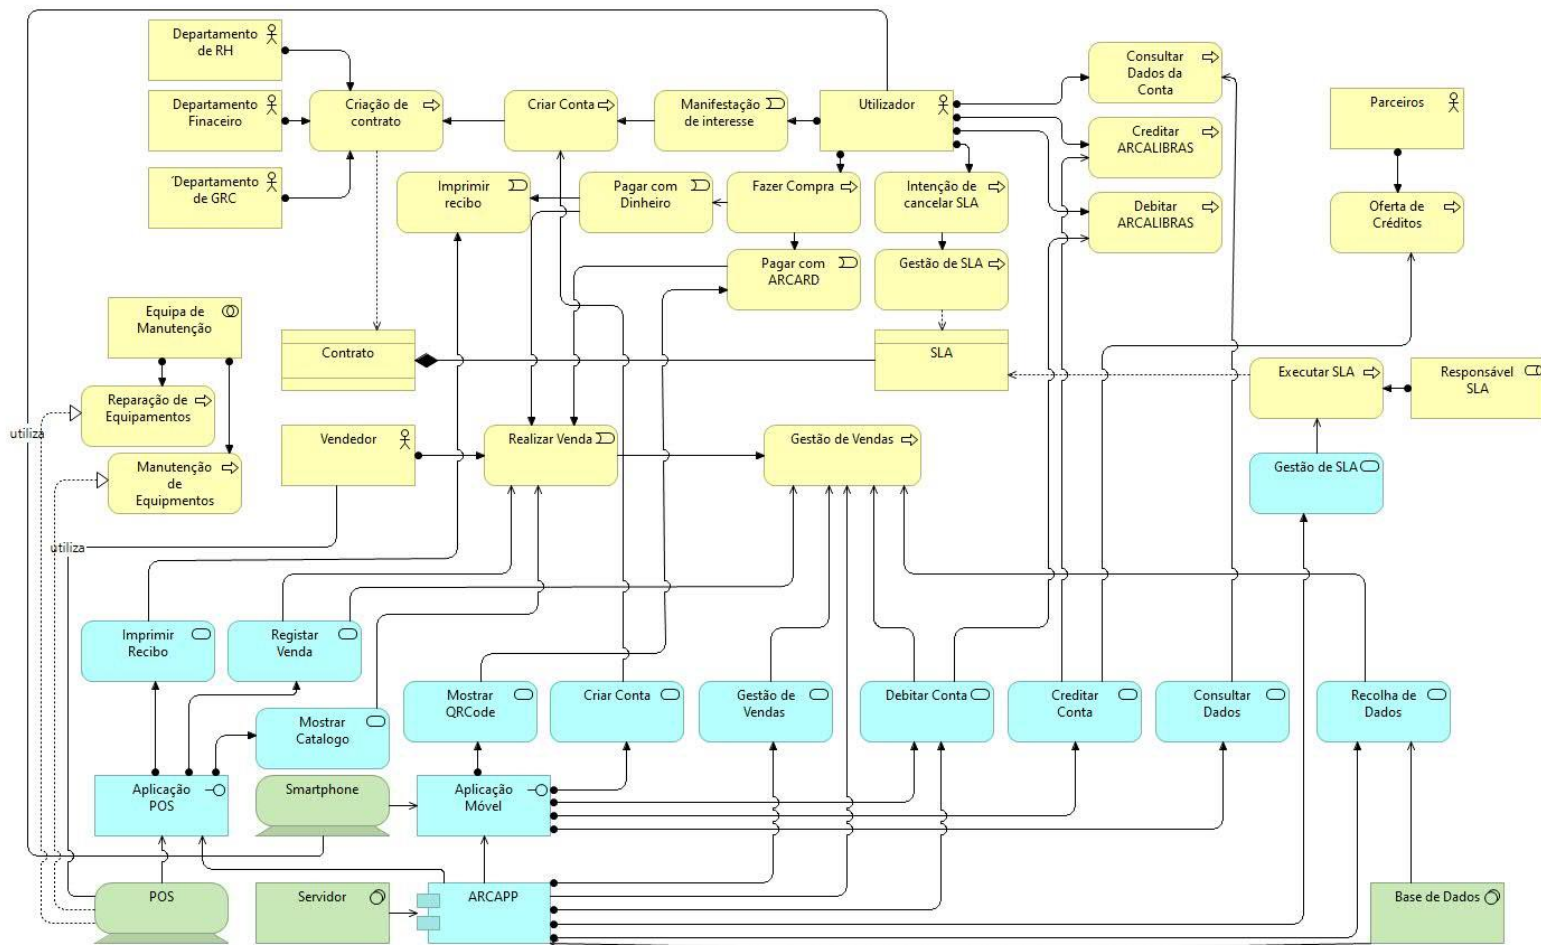 Departamento
de RH
Departamento
Finaceiro
´Departamento
de GRC
Criação de
contrato
Criar Conta
Manifestação
de interesse
Utilizador
Consultar
Dados da
Conta
Creditar
ARCALIBRAS
Debitar
ARCALIBRAS
Parceiros
Oferta de
Créditos
Imprimir
recibo
Pagar com
Dinheiro
Fazer Compra
Intenção de
cancelar SLA
Pagar com
ARCARD
Gestão de SLA
Equipa de
Manutenção
Contrato
SLA
Executar SLA
Responsável
SLA
Reparação de
Equipamentos
utiliza
Vendedor
Realizar Venda
Gestão de Vendas
Manutenção
de
Equipmentos
Gestão de SLA
utiliza
Imprimir
Recibo
Registar
Venda
Mostrar
Catalogo
Mostrar
QRCode
Criar Conta
Gestão de
Vendas
Debitar Conta
Creditar
Conta
Consultar
Dados
Recolha de
Dados
Aplicação
POS
Smartphone
Aplicação
Móvel
POS
Servidor
ARCAPP
Base de Dados